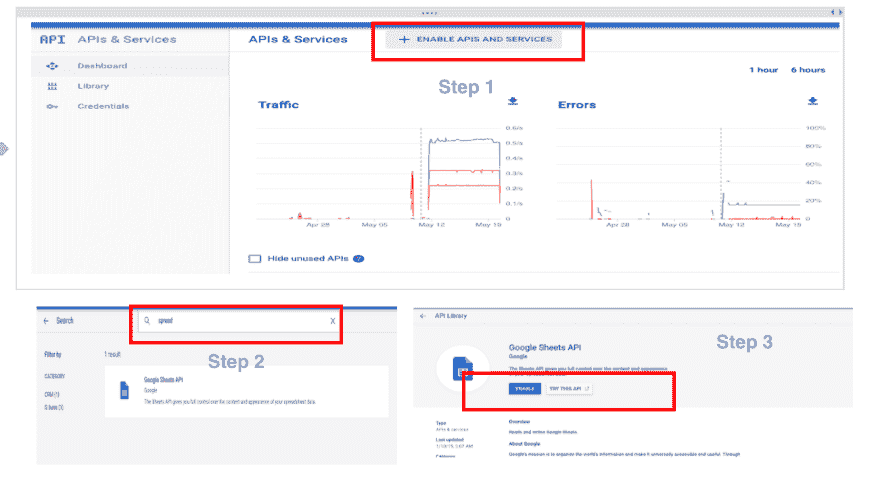 API APIs & Services
APIs & Services
+ ENABLE APIS AND SERVICES
Dashboard
Library
Credentials
Step 1
1 hour 6 hours
Traffic
0.6/s
0.5/s
0.4/s
0.3/s
0.2/s
0.1/s
0
Apr 28 May 05 May 12 May 19
Errors
100%
80%
60%
40%
20%
0
Apr 28 May 05 May 12 May 19
Hide unused APIs
Search
spread
X
Step 2
Filter by
1 result
CATEGORY
CRM (1)
Google Sheets API
Google
The Sheets API gives you full control over the content and appearance of your spreadsheet data.
API Library
Step 3
Google Sheets API
Google
The Sheets API gives you full control over the content and appearance
ENABLE
TRY THIS API
Type
APIs & services
Last updated
Overview
Reads and writes Google Sheets.
About Google
Google's mission is to organize the world's information and make it universally accessible and useful. Through